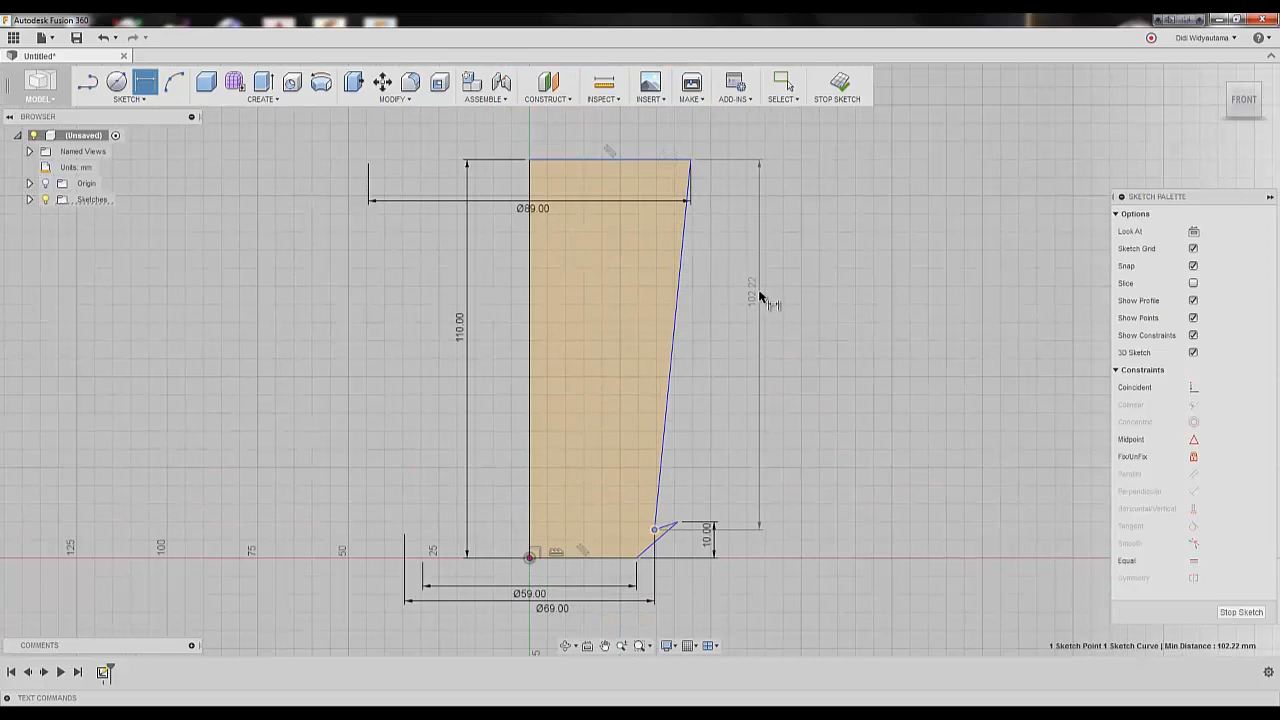 Autodesk Fusion 360
Didi Widyautama
Untitled*
MODEL
SKETCH
CREATE
MODIFY
ASSEMBLE
CONSTRUCT
INSPECT
INSERT
MAKE
ADD-INS
SELECT
STOP SKETCH
BROWSER
FRONT
(Unsaved)
Named Views
Units: mm
Origin
Sketches
SKETCH PALETTE
Options
Look At
Sketch Grid
Snap
Slice
Show Profile
Show Points
Show Constraints
3D Sketch
Constraints
Coincident
Colinear
Concentric
Midpoint
Fix/UnFix
Parallel
Perpendicular
Horizontal/Vertical
Tangent
Smooth
Equal
Symmetry
Stop Sketch
Ø89.00
102.22
110.00
10.00
125
100
75
50
25
Ø59.00
Ø69.00
COMMENTS
1 Sketch Point 1 Sketch Curve | Min Distance : 102.22 mm
TEXT COMMANDS